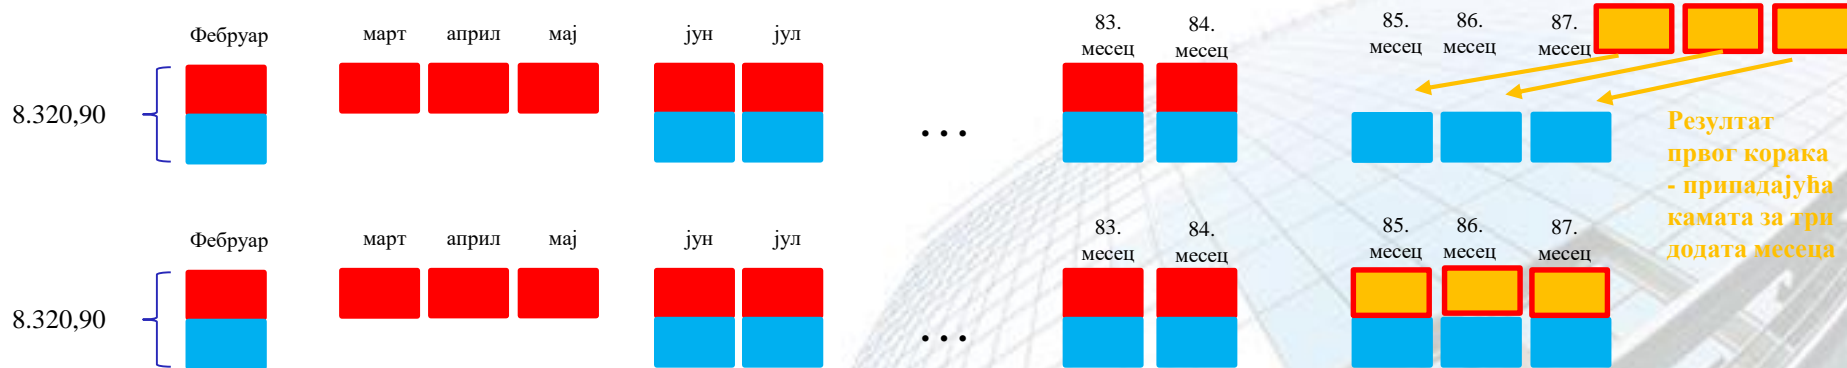 Фебруар
март
април
мај
јун
јул
83.
месец
84.
месец
85.
месец
86.
месец
87.
месец
8.320,90
...
Резултат
првог корака
- припадајућа
камата за три
додата месеца
Фебруар
март
април
мај
јун
јул
83.
месец
84.
месец
85.
месец
86.
месец
87.
месец
8.320,90
...